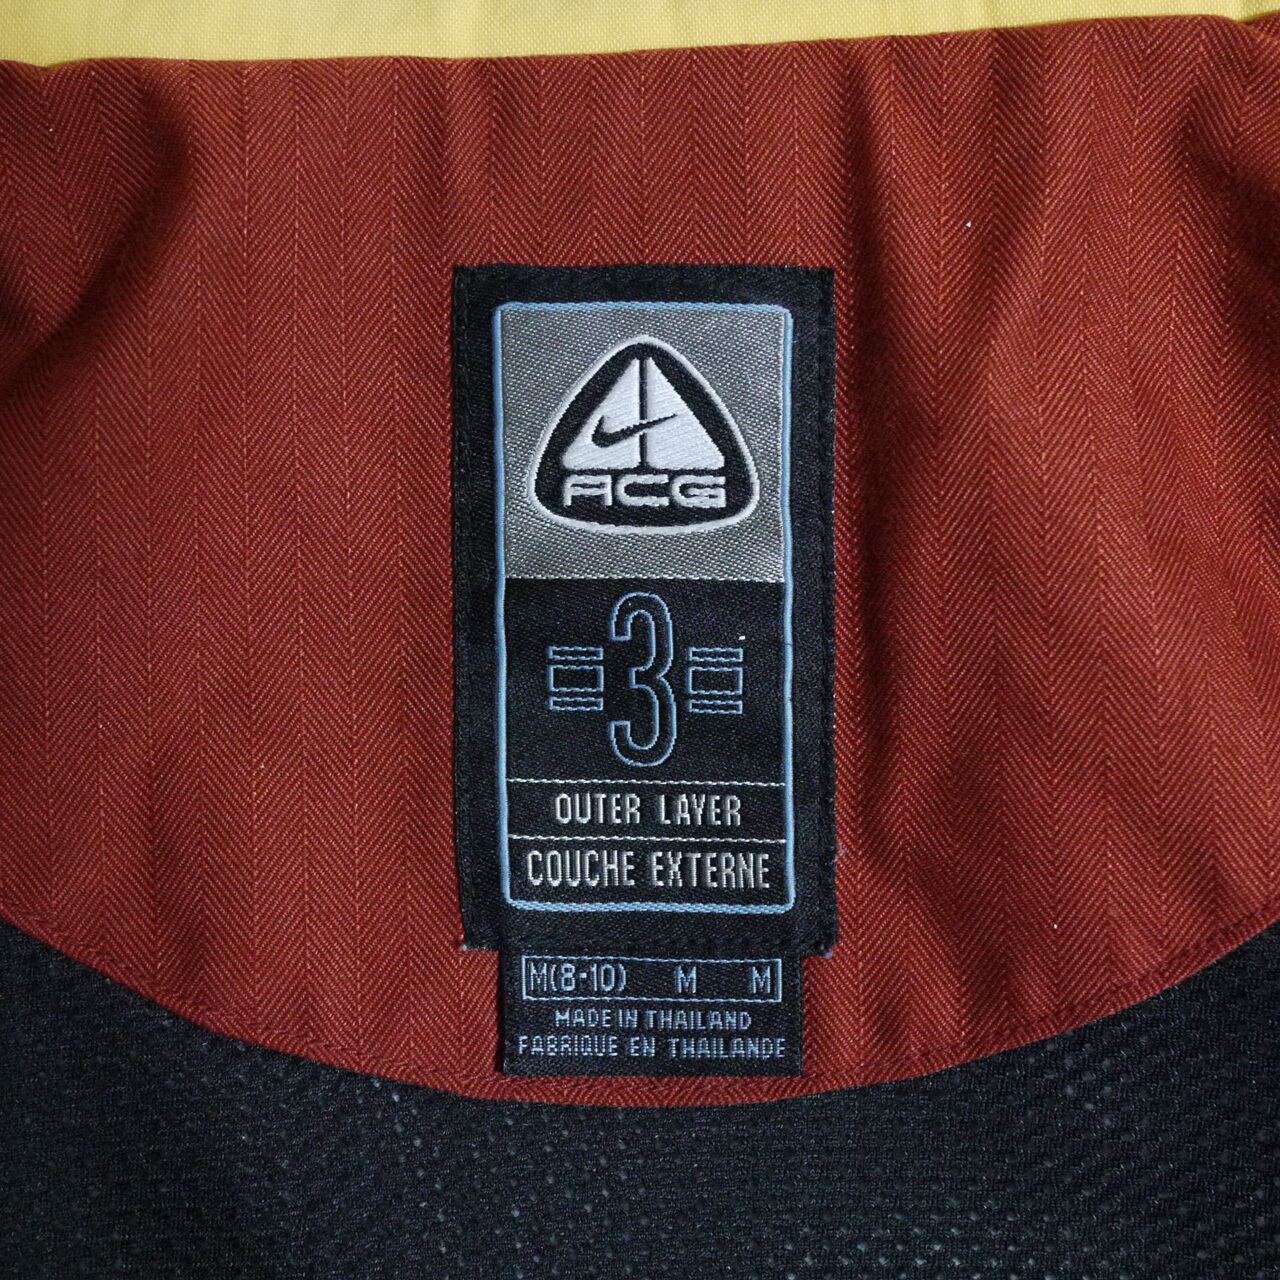 ACG
3
OUTER LAYER
COUCHE EXTERNE
M(8-10) M M
MADE IN THAILAND
FABRIQUE EN THAILANDE